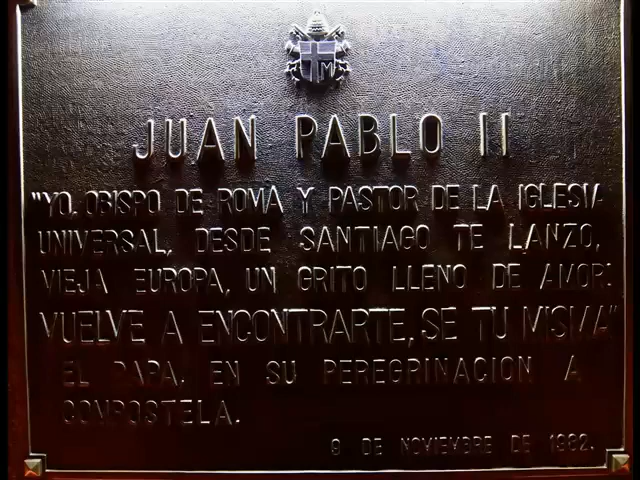 JUAN PABLO II
"YO, OBISPO DE ROMA Y PASTOR DE LA IGLESIA
UNIVERSAL, DESDE SANTIAGO TE LANZO,
VIEJA EUROPA, UN GRITO LLENO DE AMOR:
VUELVE A ENCONTRARTE, SE TU MISMA"
EL PAPA, EN SU PEREGRINACION A
COMPOSTELA.
9 DE NOVIEMBRE DE 1982.